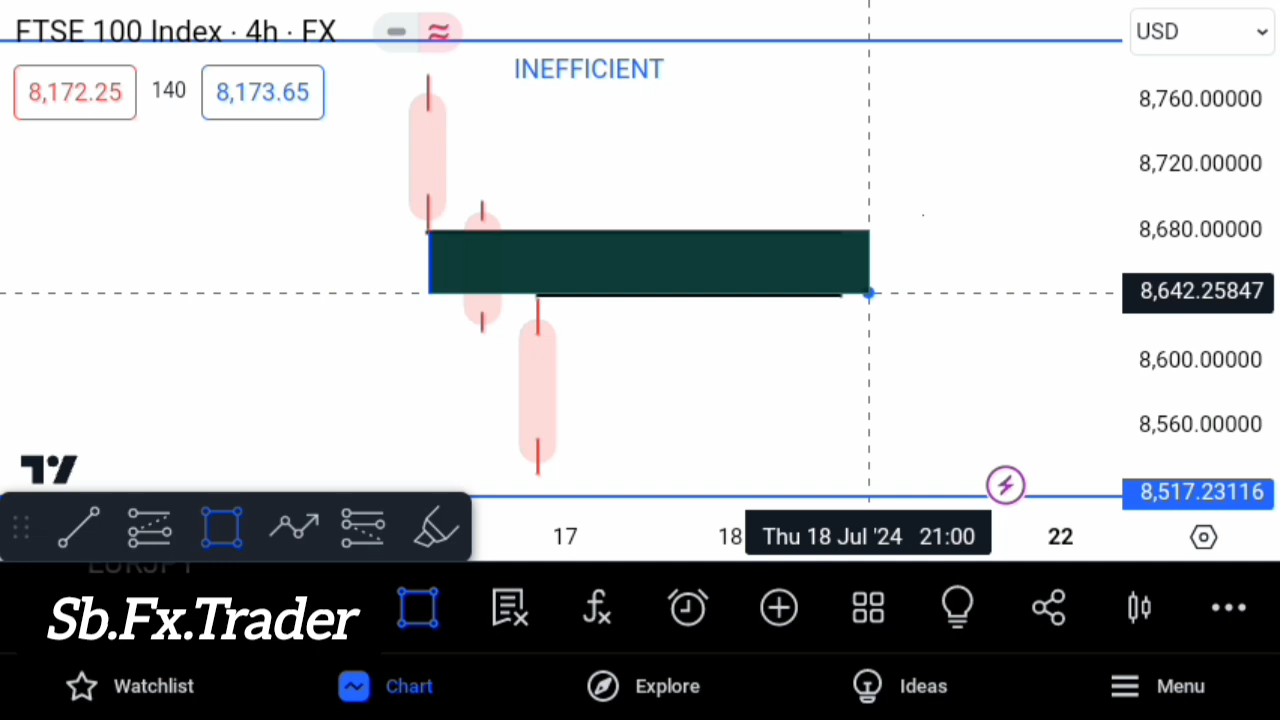 FTSE 100 Index · 4h · FX
USD
INEFFICIENT
8,172.25
140
8,173.65
8,760.00000
8,720.00000
8,680.00000
8,642.25847
8,600.00000
8,560.00000
8,517.23116
17
18
Thu 18 Jul '24 21:00
22
EURJPY
Sb.Fx.Trader
Watchlist
Chart
Explore
Ideas
Menu